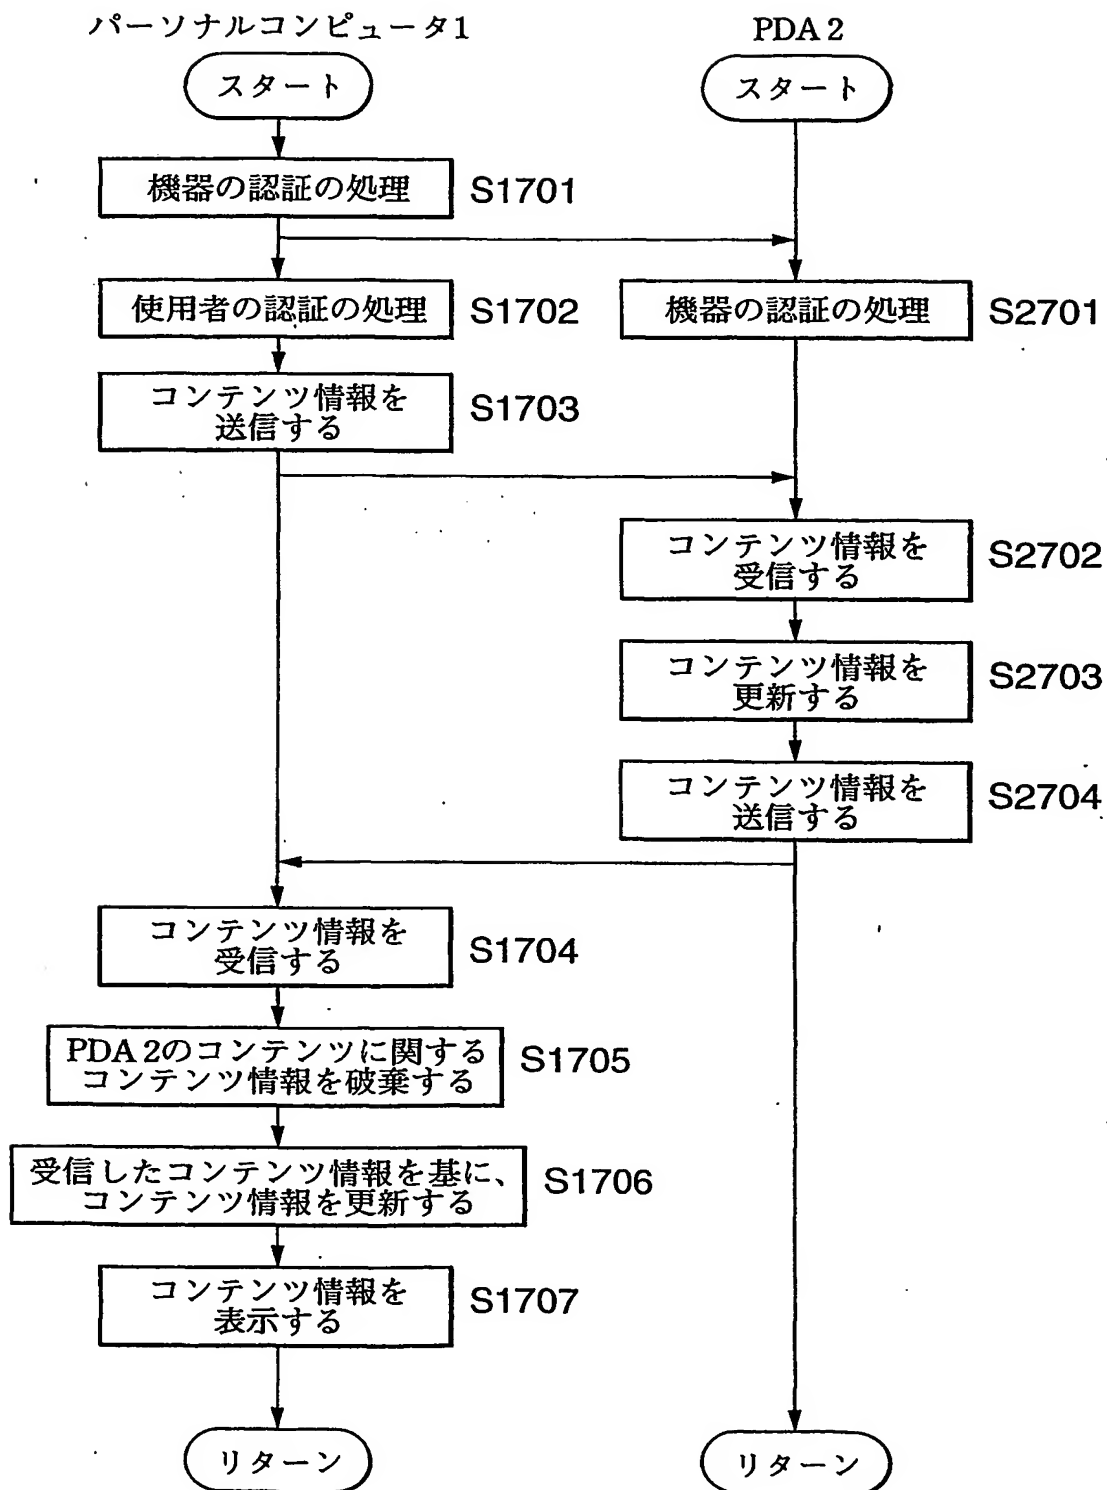 パーソナルコンピュータ1
PDA 2
スタート
スタート
機器の認証の処理
S1701
使用者の認証の処理
S1702
機器の認証の処理
S2701
コンテンツ情報を
送信する
S1703
コンテンツ情報を
受信する
S2702
コンテンツ情報を
更新する
S2703
コンテンツ情報を
送信する
S2704
コンテンツ情報を
受信する
S1704
PDA 2のコンテンツに関する
コンテンツ情報を破棄する
S1705
受信したコンテンツ情報を基に、
コンテンツ情報を更新する
S1706
コンテンツ情報を
表示する
S1707
リターン
リターン